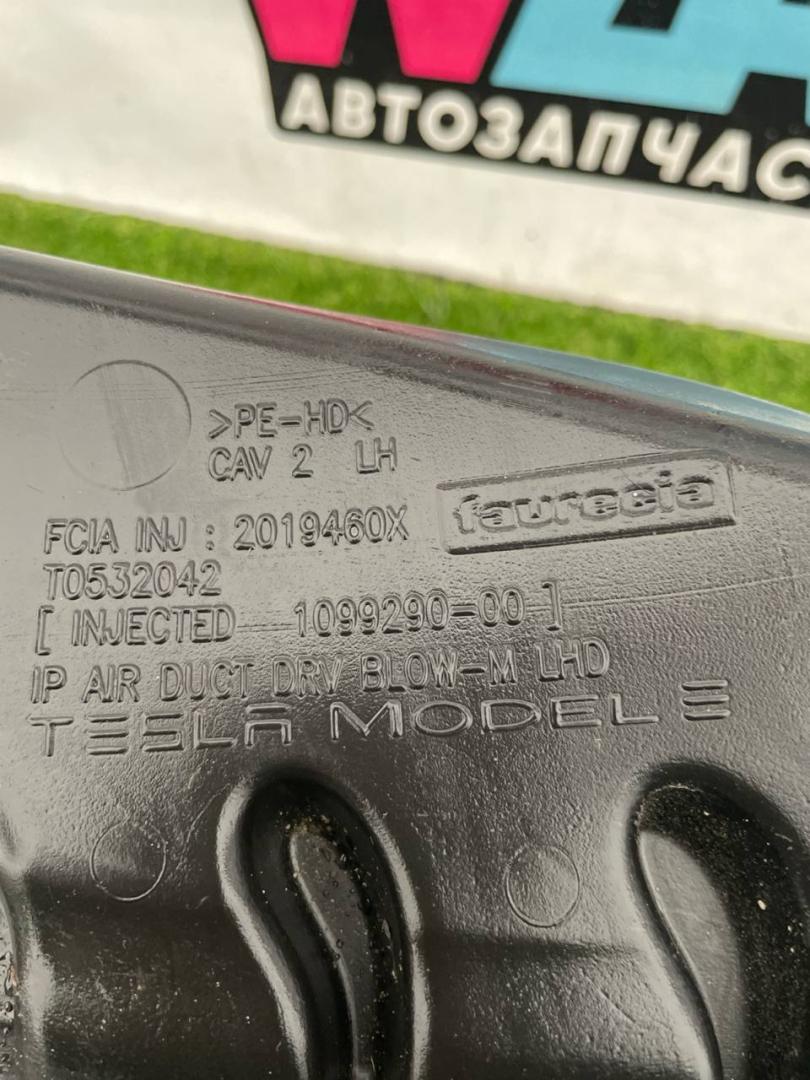 АВТОЗАПЧАС
>PE-HD<
CAV 2 LH
faurecia
FCIA INJ : 2019460X
T0532042
[ INJECTED 1099290-00 ]
IP AIR DUCT DRV BLOW-M LHD
TESLA MODEL Ξ